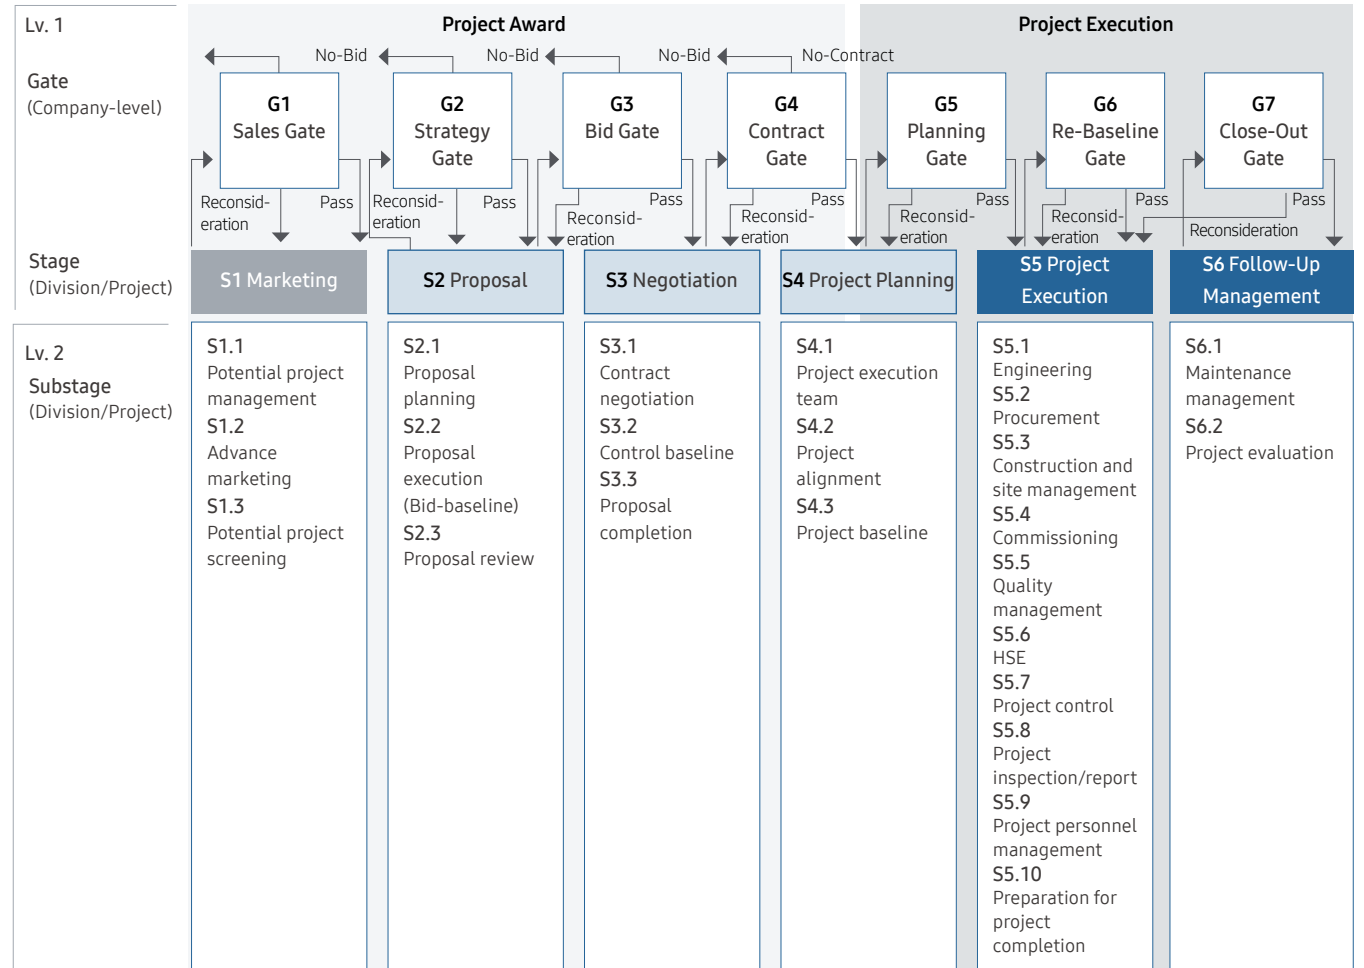 Lv. 1
Project Award
Project Execution
No-Bid
No-Bid
No-Bid
No-Contract
Gate
(Company-level)
G1
Sales Gate
G2
Strategy
Gate
G3
Bid Gate
G4
Contract
Gate
G5
Planning
Gate
G6
Re-Baseline
Gate
G7
Close-Out
Gate
Reconsid-
eration
Pass
Reconsid-
eration
Pass
Reconsid-
eration
Pass
Reconsid-
eration
Pass
Reconsid-
eration
Pass
Reconsid-
eration
Pass
Reconsideration
Pass
Stage
(Division/Project)
S1 Marketing
S2 Proposal
S3 Negotiation
S4 Project Planning
S5 Project
Execution
S6 Follow-Up
Management
Lv. 2
Substage
(Division/Project)
S1.1
Potential project
management
S1.2
Advance
marketing
S1.3
Potential project
screening
S2.1
Proposal
planning
S2.2
Proposal
execution
(Bid-baseline)
S2.3
Proposal review
S3.1
Contract
negotiation
S3.2
Control baseline
S3.3
Proposal
completion
S4.1
Project execution
team
S4.2
Project
alignment
S4.3
Project baseline
S5.1
Engineering
S5.2
Procurement
S5.3
Construction and
site management
S5.4
Commissioning
S5.5
Quality
management
S5.6
HSE
S5.7
Project control
S5.8
Project
inspection/report
S5.9
Project personnel
management
S5.10
Preparation for
project
completion
S6.1
Maintenance
management
S6.2
Project evaluation